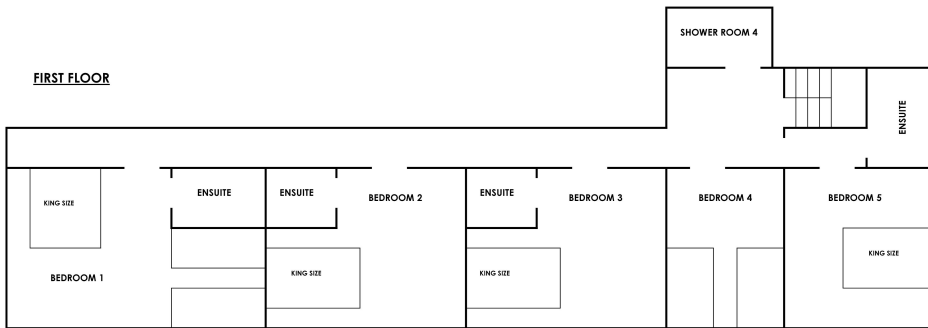 SHOWER ROOM 4
FIRST FLOOR
ENSUITE
ENSUITE
ENSUITE
ENSUITE
BEDROOM 2
BEDROOM 3
BEDROOM 4
BEDROOM 5
KING SIZE
KING SIZE
KING SIZE
KING SIZE
BEDROOM 1